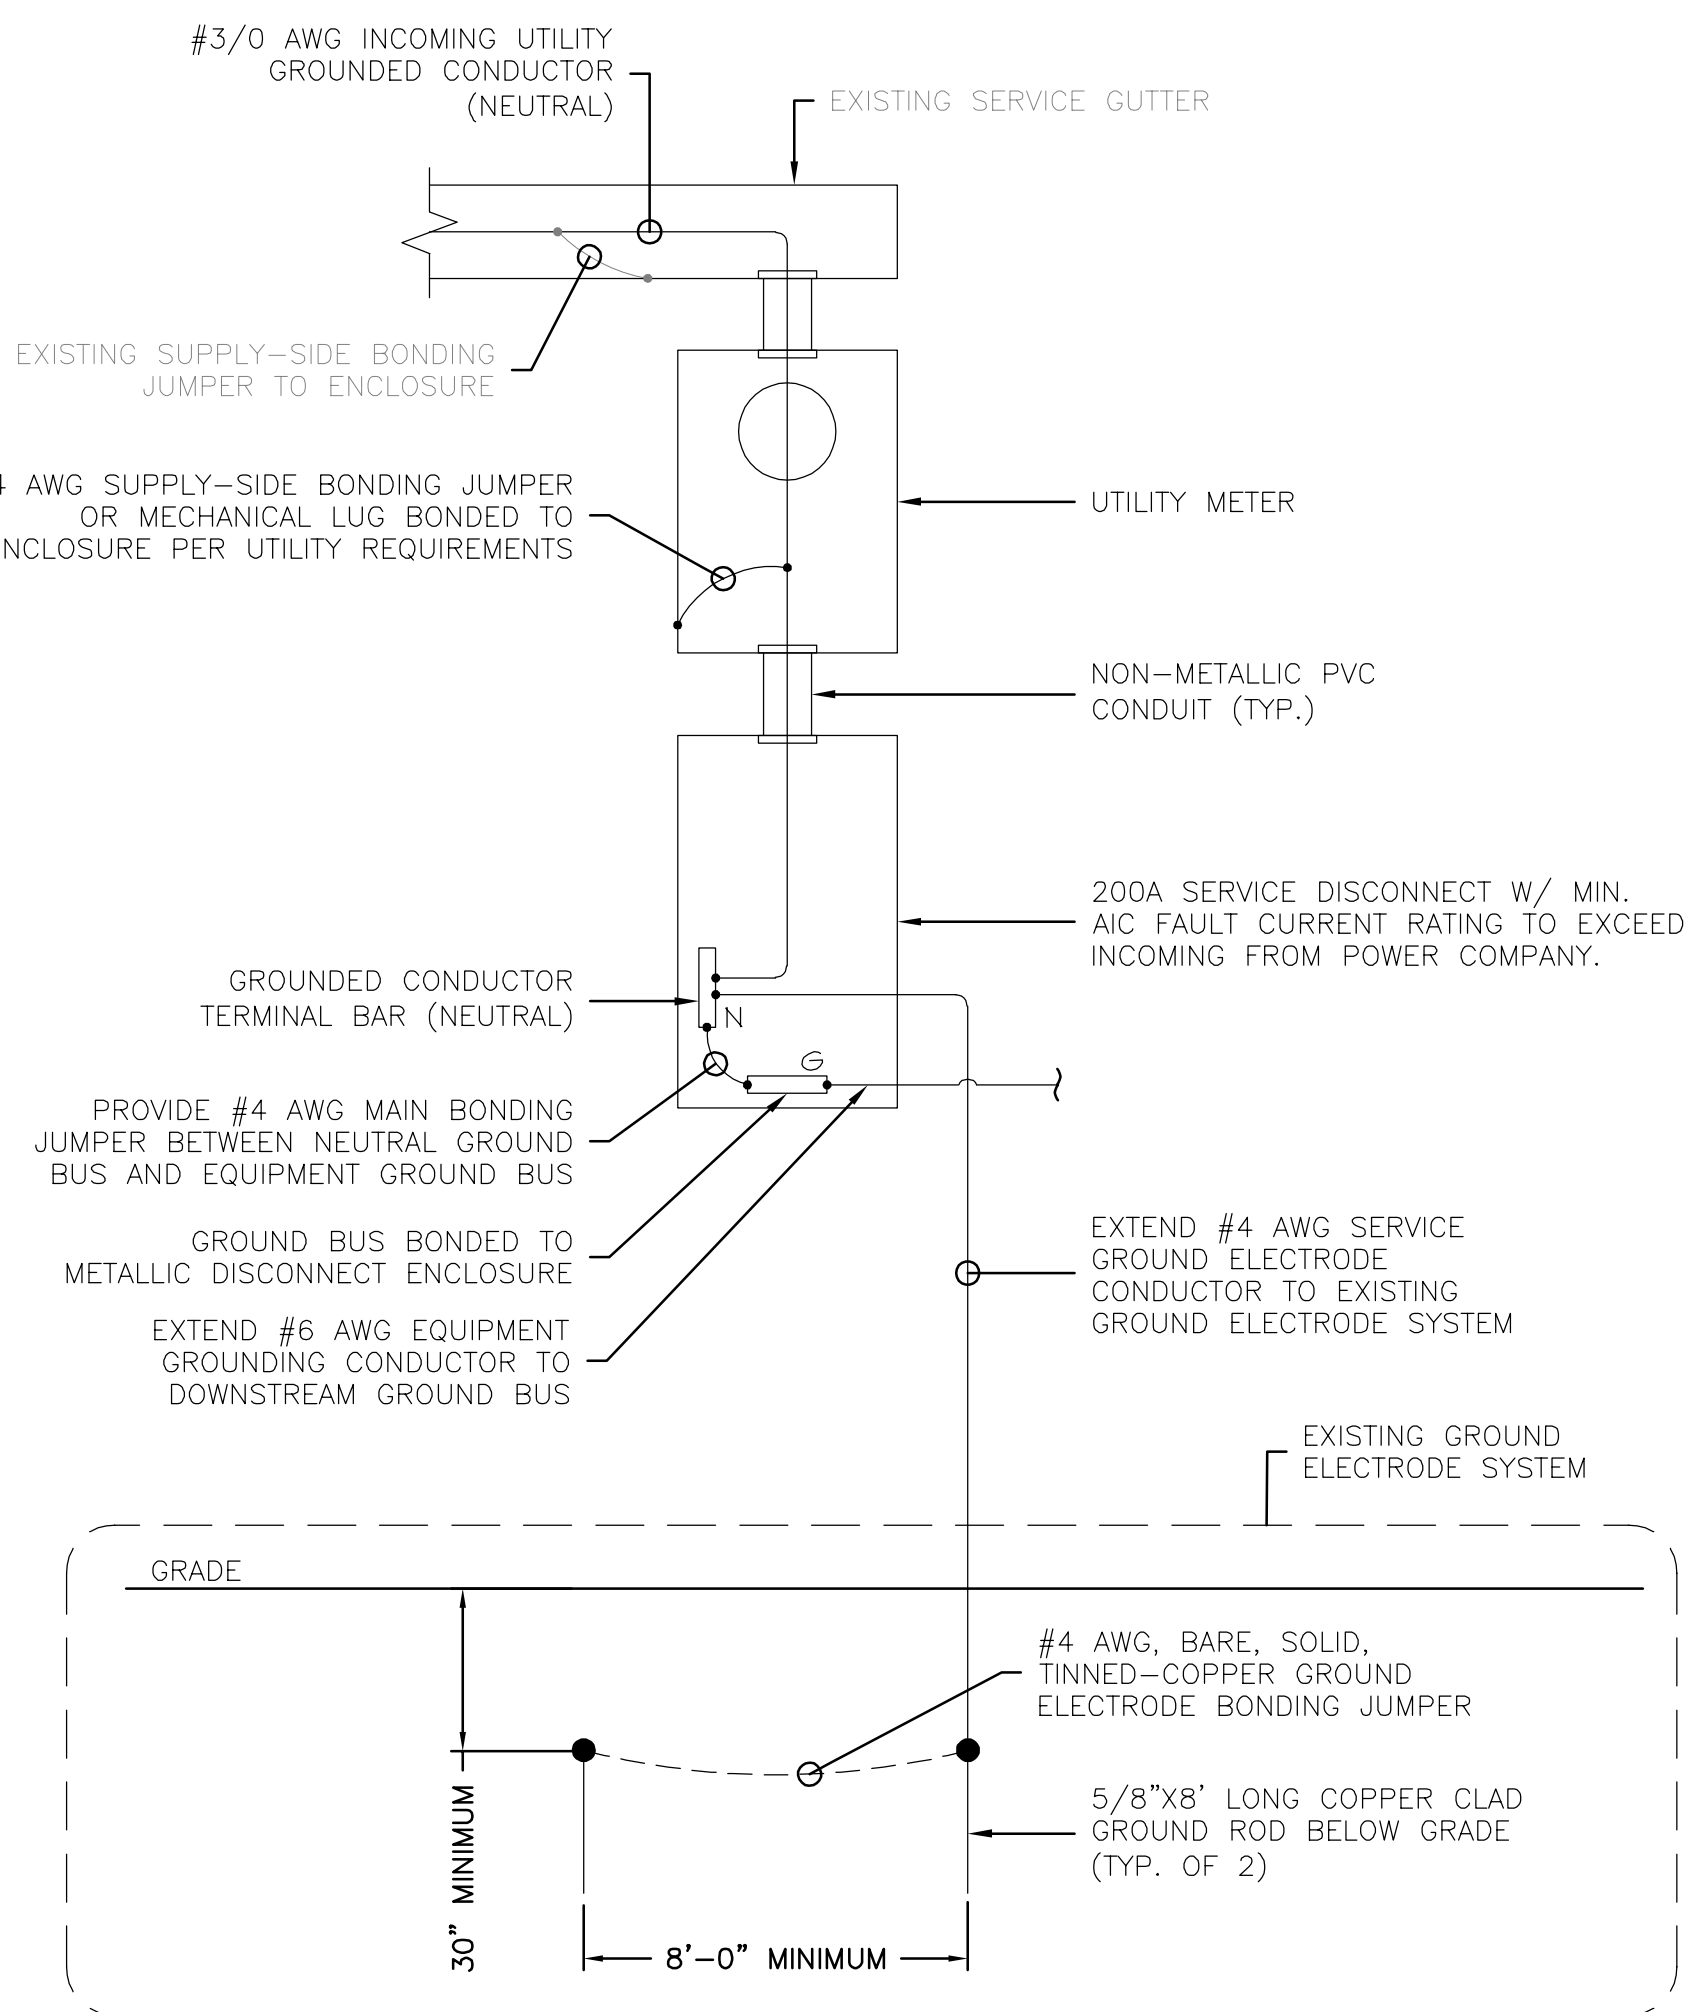 #3/0 AWG INCOMING UTILITY
GROUNDED CONDUCTOR
(NEUTRAL)
EXISTING SERVICE GUTTER
EXISTING SUPPLY-SIDE BONDING
JUMPER TO ENCLOSURE
AWG SUPPLY-SIDE BONDING JUMPER
OR MECHANICAL LUG BONDED TO
PER UTILITY REQUIREMENTS
UTILITY METER
NON-METALLIC PVC
CONDUIT (TYP.)
200A SERVICE DISCONNECT W/ MIN.
AIC FAULT CURRENT RATING TO EXCEED
INCOMING FROM POWER COMPANY.
GROUNDED CONDUCTOR
TERMINAL BAR (NEUTRAL)
N
G
PROVIDE #4 AWG MAIN BONDING
JUMPER BETWEEN NEUTRAL GROUND
BUS AND EQUIPMENT GROUND BUS
GROUND BUS BONDED TO
METALLIC DISCONNECT ENCLOSURE
EXTEND #6 AWG EQUIPMENT
GROUNDING CONDUCTOR TO
DOWNSTREAM GROUND BUS
EXTEND #4 AWG SERVICE
GROUND ELECTRODE
CONDUCTOR TO EXISTING
GROUND ELECTRODE SYSTEM
EXISTING GROUND
ELECTRODE SYSTEM
GRADE
#4 AWG, BARE, SOLID,
TINNED-COPPER GROUND
ELECTRODE BONDING JUMPER
30" MINIMUM
5/8"X8' LONG COPPER CLAD
GROUND ROD BELOW GRADE
(TYP. OF 2)
8'-0" MINIMUM